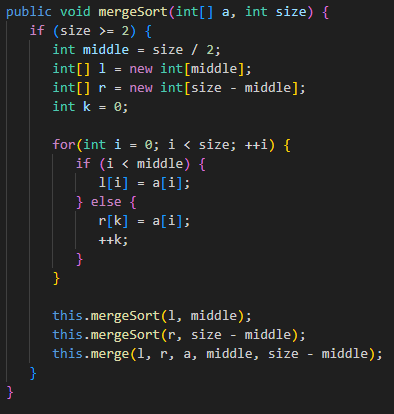 public void mergeSort(int[] a, int size) {
if (size >= 2) {
int middle = size / 2;
int[] l = new int[middle];
int[] r = new int[size - middle];
int k = 0;
for(int i = 0; i < size; ++i) {
if (i < middle) {
l[i] = a[i];
} else {
r[k] = a[i];
++k;
}
}
this.mergeSort(l, middle);
this.mergeSort(r, size - middle);
this.merge(l, r, a, middle, size - middle);
}
}